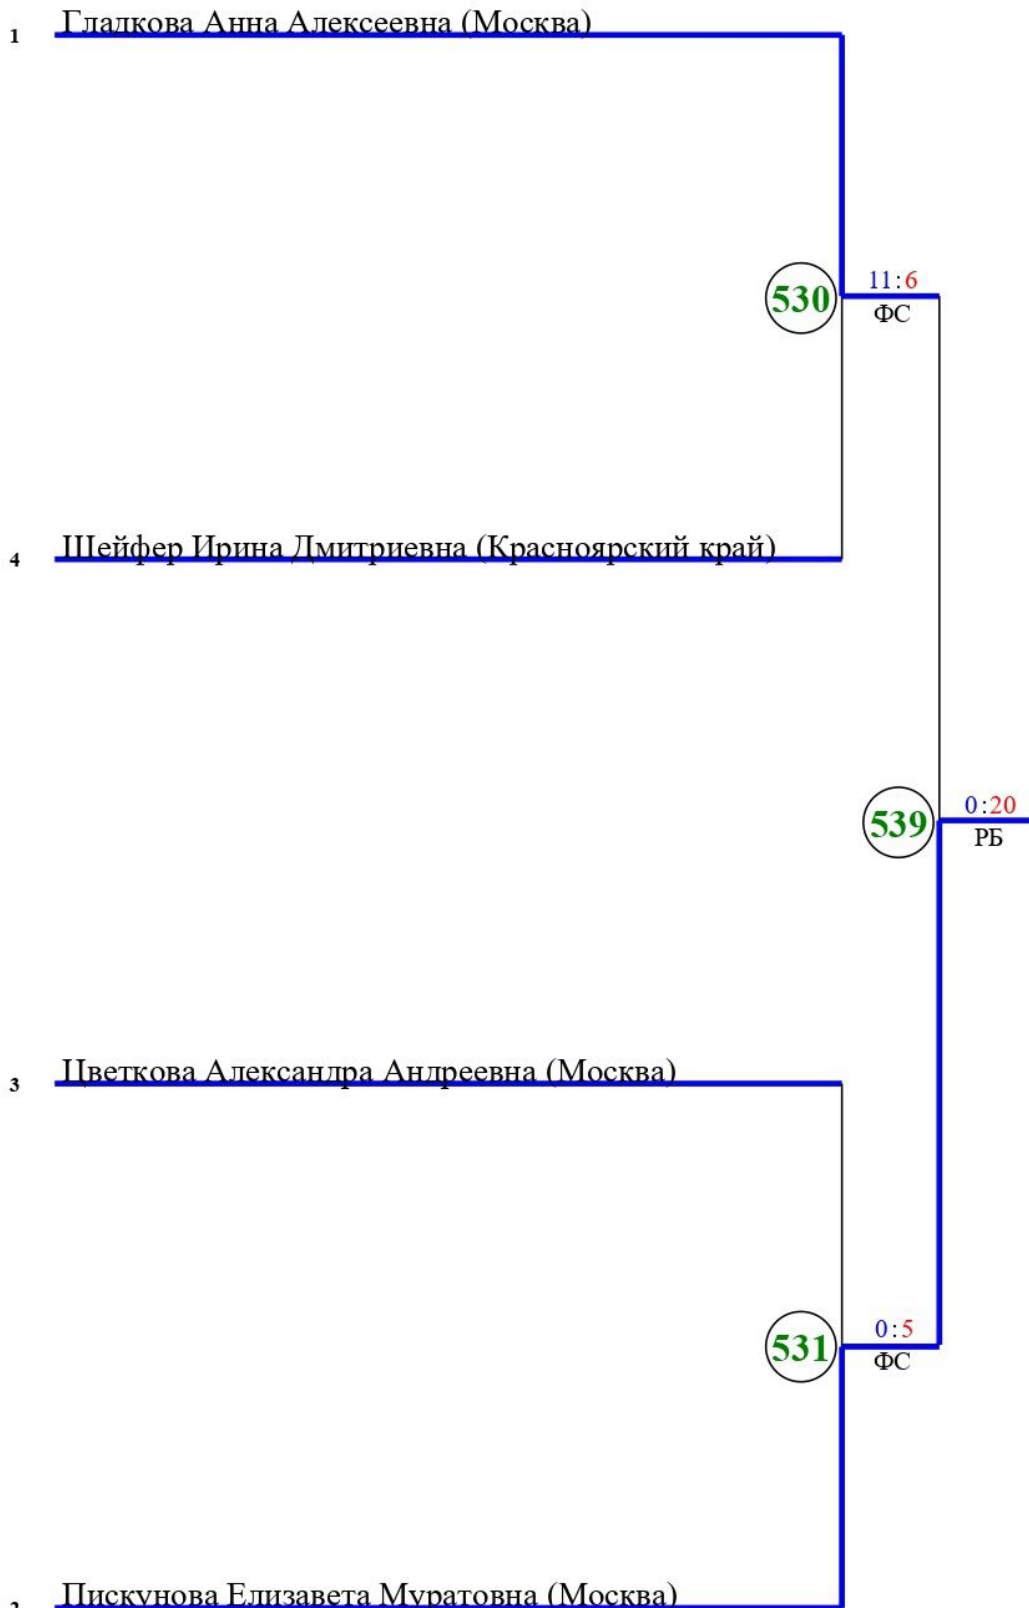 1 Гладкова Анна Алексеевна (Москва)
11:6
530
ФС
4 Шейфер Ирина Дмитриевна (Красноярский край)
0:20
539
РБ
3 Цветкова Александра Андреевна (Москва)
0:5
531
ФС
2 Пискунова Елизавета Муратовна (Москва)